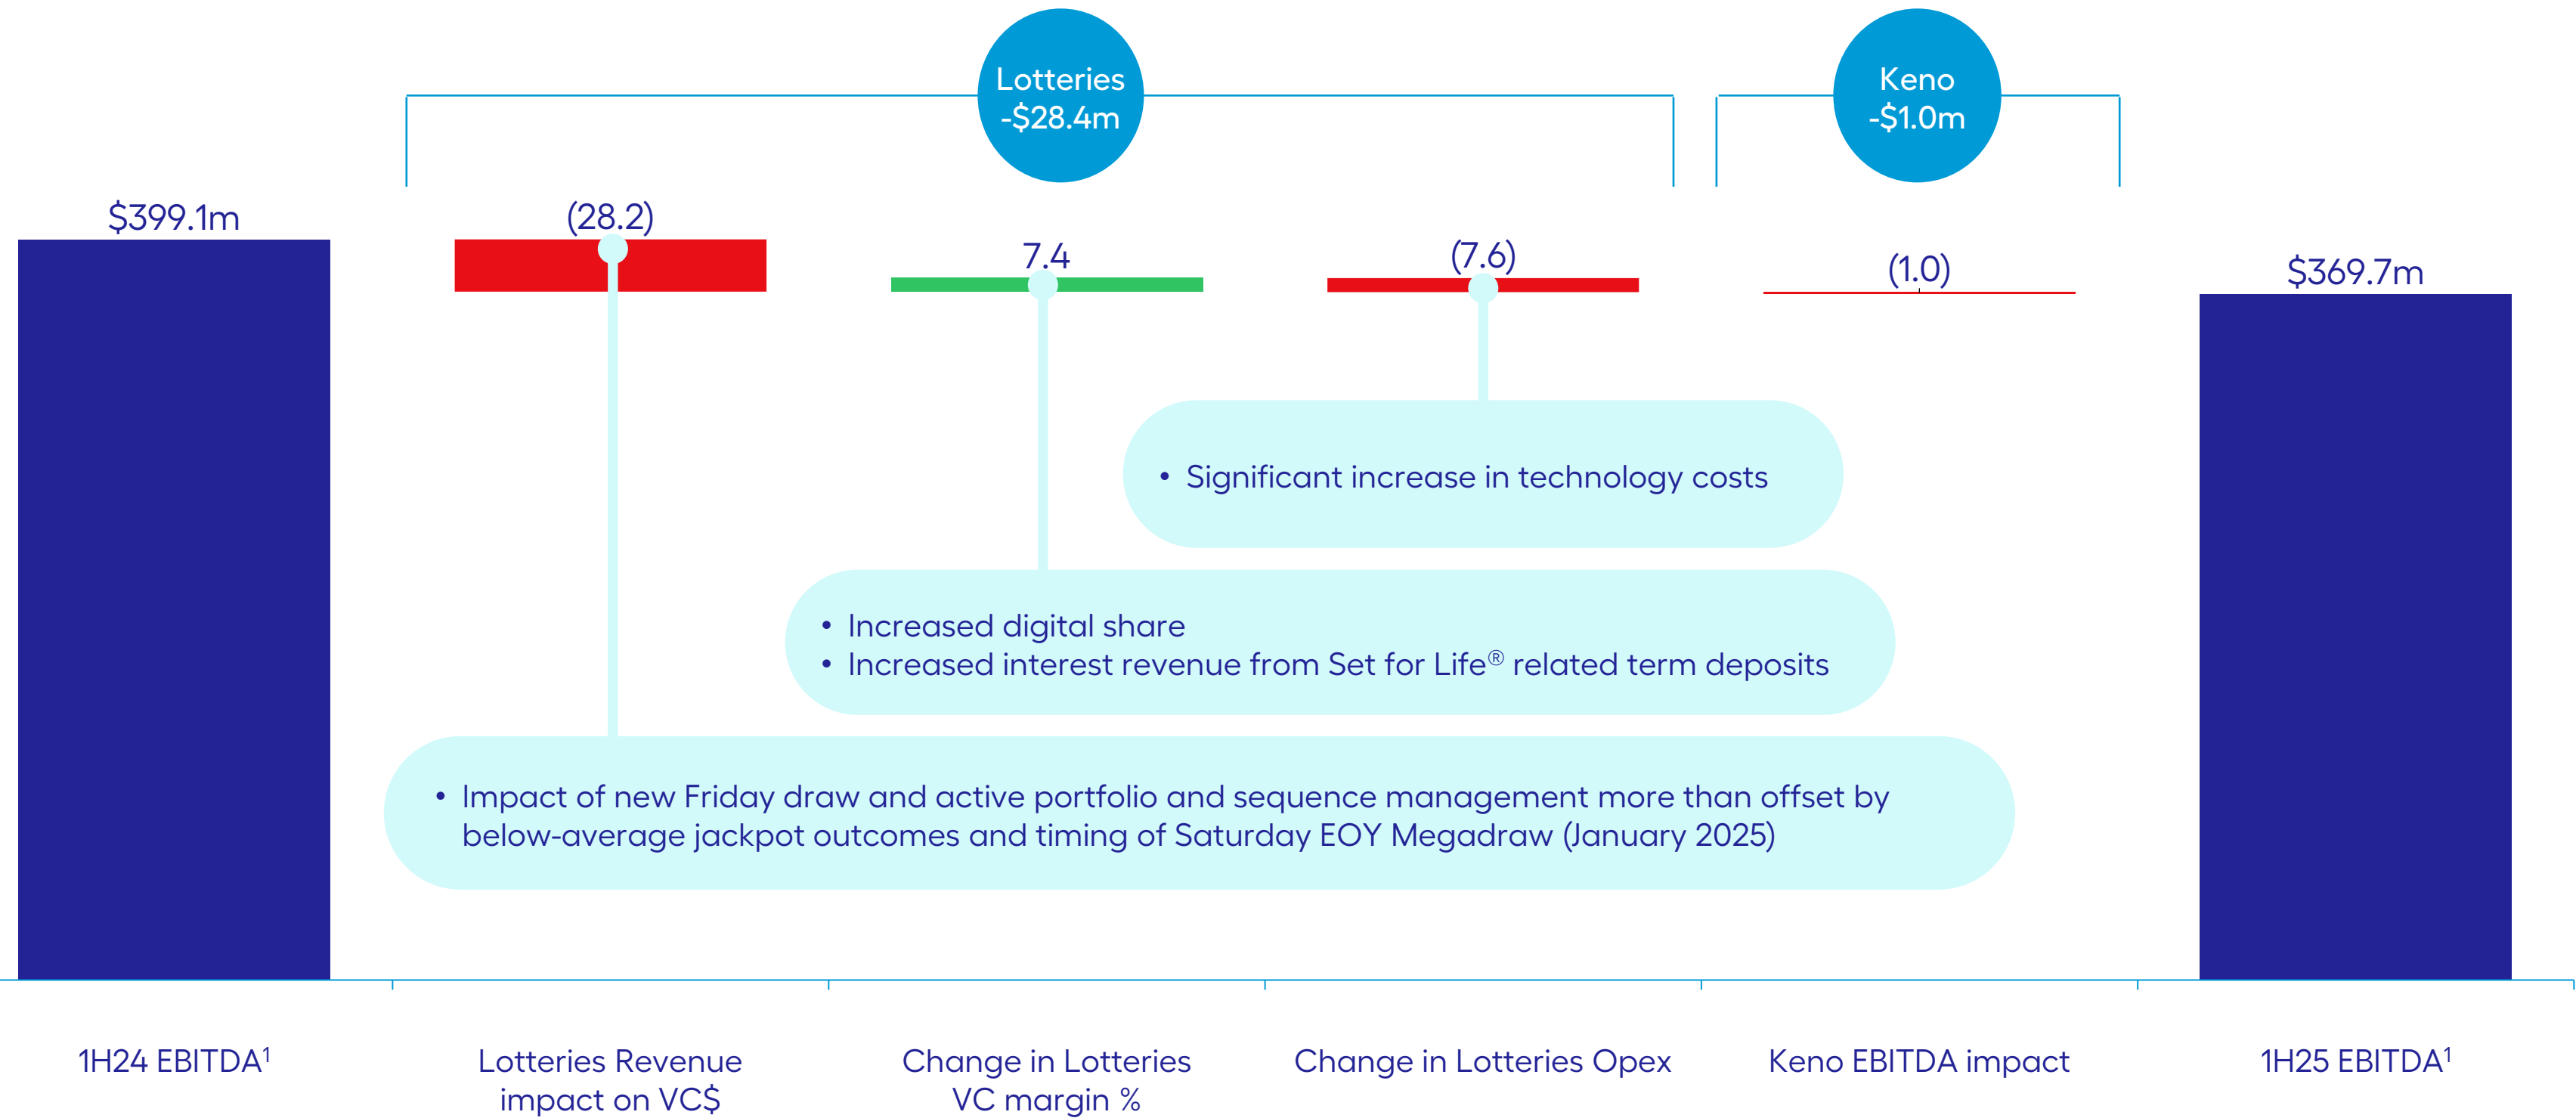 Lotteries
-$28.4m
Keno
-$1.0m
$399.1m
(28.2)
7.4
(7.6)
(1.0)
$369.7m
• Significant increase in technology costs
• Increased digital share
• Increased interest revenue from Set for Life® related term deposits
• Impact of new Friday draw and active portfolio and sequence management more than offset by
below-average jackpot outcomes and timing of Saturday EOY Megadraw (January 2025)
1H24 EBITDA¹
Lotteries Revenue
impact on VC$
Change in Lotteries
VC margin %
Change in Lotteries Opex
Keno EBITDA impact
1H25 EBITDA¹